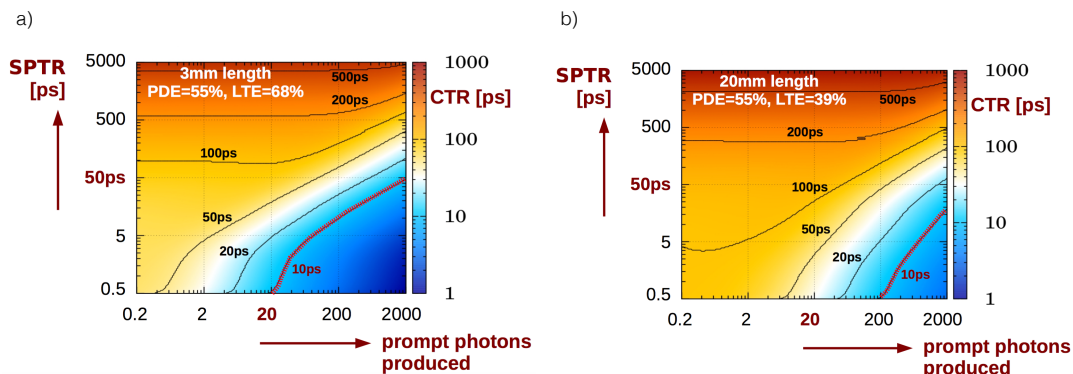 a)
SPTR
[ps]
5000
500
50ps
5
0.5
3mm length
PDE=55%, LTE=68%
500ps
200ps
100ps
50ps
20ps
10ps
0.2
2
20
200
2000
prompt photons
produced
CTR [ps]
1000
100
10
1
b)
SPTR
[ps]
5000
500
50ps
5
0.5
20mm length
PDE=55%, LTE=39%
500ps
200ps
100ps
50ps
20ps
10ps
0.2
2
20
200
2000
prompt photons
produced
CTR [ps]
1000
100
10
1